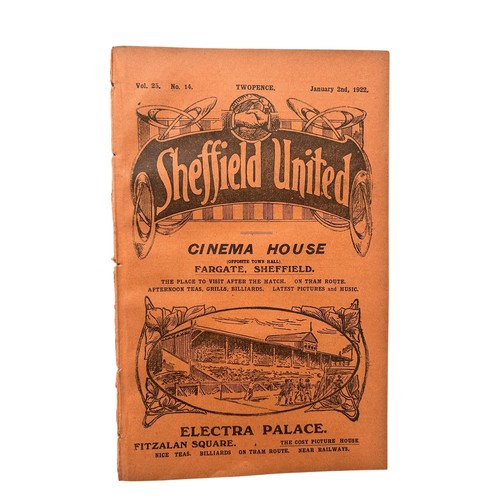 Vol. 25. No. 14. TWOPENCE. January 2nd, 1922.
Sheffield United
CINEMA HOUSE
(OPPOSITE TOWN HALL)
FARGATE, SHEFFIELD.
THE PLACE TO VISIT AFTER THE MATCH. ON TRAM ROUTE.
AFTERNOON TEAS, GRILLS, BILLIARDS. LATEST PICTURES and MUSIC.
ELECTRA PALACE.
FITZALAN SQUARE. THE COSY PICTURE HOUSE
NICE TEAS. BILLIARDS ON TRAM ROUTE. NEAR RAILWAYS.